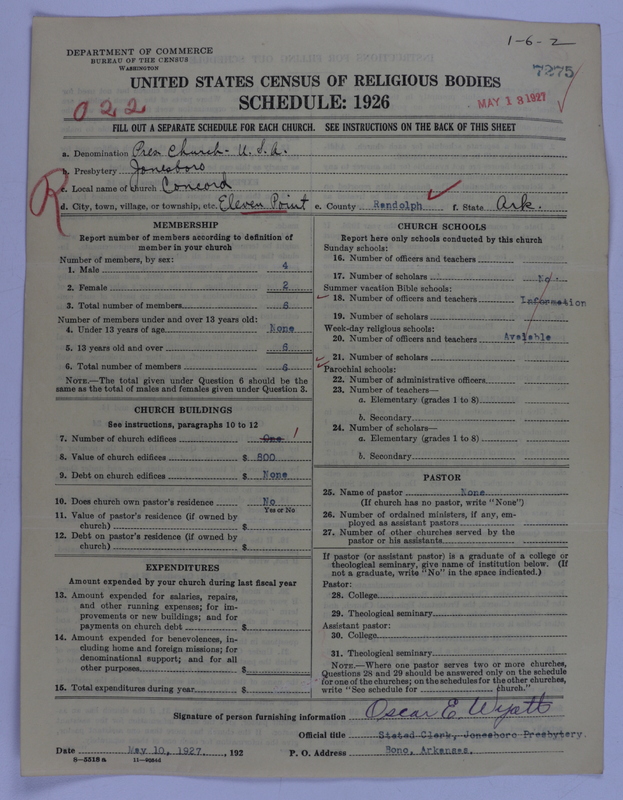 1-6-2
DEPARTMENT OF COMMERCE
BUREAU OF THE CENSUS
WASHINGTON
7275
MAY 13 1927
UNITED STATES CENSUS OF RELIGIOUS BODIES
SCHEDULE: 1926
022
FILL OUT A SEPARATE SCHEDULE FOR EACH CHURCH. SEE INSTRUCTIONS ON THE BACK OF THIS SHEET
a. Denomination Pres Church - U.S.A.
b. Presbytery Jonesboro
c. Local name of church Concord
R
d. City, town, village, or township, etc. Eleven Point e. County Randolph f. State Ark.
MEMBERSHIP
Report number of members according to definition of
member in your church
Number of members, by sex:
1. Male 4
2. Female 2
3. Total number of members 6
Number of members under and over 13 years old:
4. Under 13 years of age None
5. 13 years old and over 6
6. Total number of members 6
NOTE.—The total given under Question 6 should be the
same as the total of males and females given under Question 3.
CHURCH BUILDINGS
See instructions, paragraphs 10 to 12
7. Number of church edifices One 1
8. Value of church edifices $ 800
9. Debt on church edifices $ None
10. Does church own pastor's residence No
Yes or No
11. Value of pastor's residence (if owned by
church) $
12. Debt on pastor's residence (if owned by
church) $
EXPENDITURES
Amount expended by your church during last fiscal year
13. Amount expended for salaries, repairs,
and other running expenses; for im-
provements or new buildings; and for
payments on church debt $
14. Amount expended for benevolences, in-
cluding home and foreign missions; for
denominational support; and for all
other purposes $
15. Total expenditures during year $
CHURCH SCHOOLS
Report here only schools conducted by this church
Sunday schools:
16. Number of officers and teachers
17. Number of scholars No
Summer vacation Bible schools:
18. Number of officers and teachers Information
19. Number of scholars
Week-day religious schools:
20. Number of officers and teachers Available
21. Number of scholars
Parochial schools:
22. Number of administrative officers
23. Number of teachers—
a. Elementary (grades 1 to 8)
b. Secondary
24. Number of scholars—
a. Elementary (grades 1 to 8)
b. Secondary
PASTOR
25. Name of pastor None
(If church has no pastor, write "None")
26. Number of ordained ministers, if any, em-
ployed as assistant pastors
27. Number of other churches served by the
pastor or his assistants
If pastor (or assistant pastor) is a graduate of a college or
theological seminary, give name of institution below. (If
not a graduate, write "No" in the space indicated.)
Pastor:
28. College
29. Theological seminary
Assistant pastor:
30. College
31. Theological seminary
NOTE.—Where one pastor serves two or more churches,
Questions 28 and 29 should be answered only on the schedule
for one of the churches; on the schedules for the other churches,
write "See schedule for church."
Signature of person furnishing information Oscar E. Wyatt
Official title Stated Clerk, Jonesboro Presbytery.
Date May 10, 1927. 192 P. O. Address Bono, Arkansas.
8-5318a 11-9084d